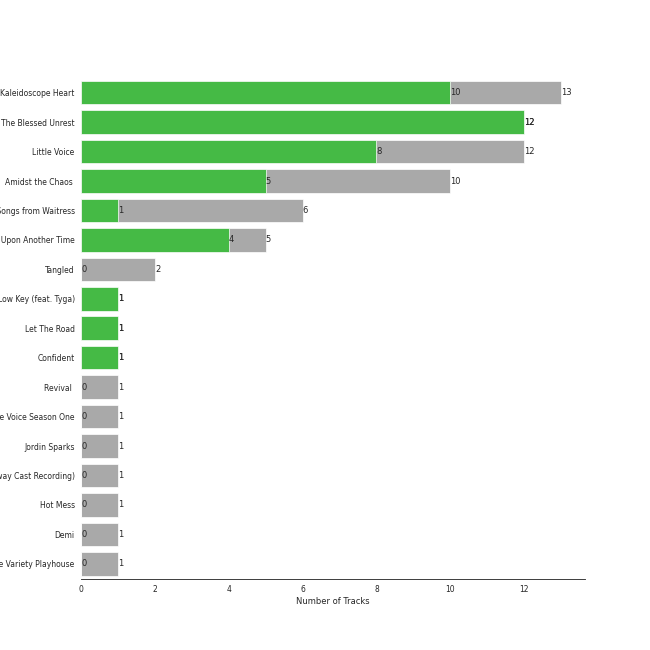 Kaleidoscope Heart 10 13
The Blessed Unrest 12
Little Voice 8 12
Amidst the Chaos 5 10
Songs from Waitress 1 6
Upon Another Time 4 5
Tangled 0 2
Low Key (feat. Tyga) 1
Let The Road 1
Confident 1
Revival 0 1
e Voice Season One 0 1
Jordin Sparks 0 1
way Cast Recording) 0 1
Hot Mess 0 1
Demi 0 1
e Variety Playhouse 0 1
0 2 4 6 8 10 12
Number of Tracks